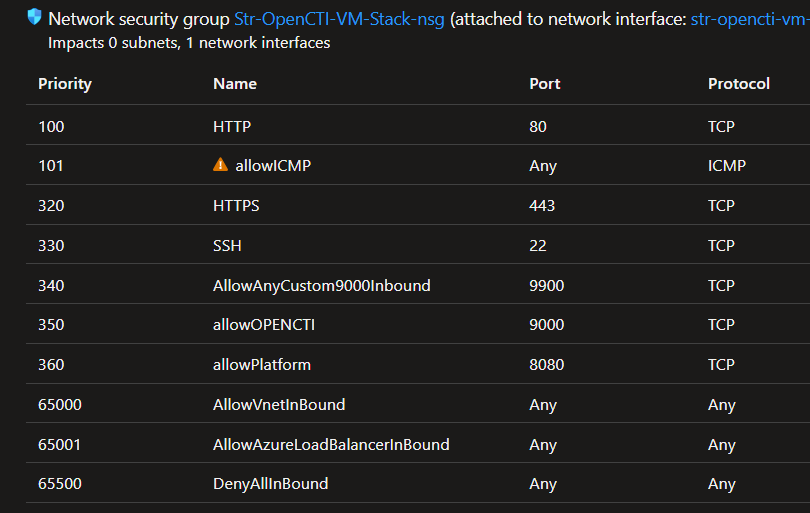 Network security group Str-OpenCTI-VM-Stack-nsg (attached to network interface: str-opencti-vm-
Impacts 0 subnets, 1 network interfaces
Priority Name Port Protocol
100 HTTP 80 TCP
101 allowICMP Any ICMP
320 HTTPS 443 TCP
330 SSH 22 TCP
340 AllowAnyCustom9000Inbound 9900 TCP
350 allowOPENCTI 9000 TCP
360 allowPlatform 8080 TCP
65000 AllowVnetInBound Any Any
65001 AllowAzureLoadBalancerInBound Any Any
65500 DenyAllInBound Any Any